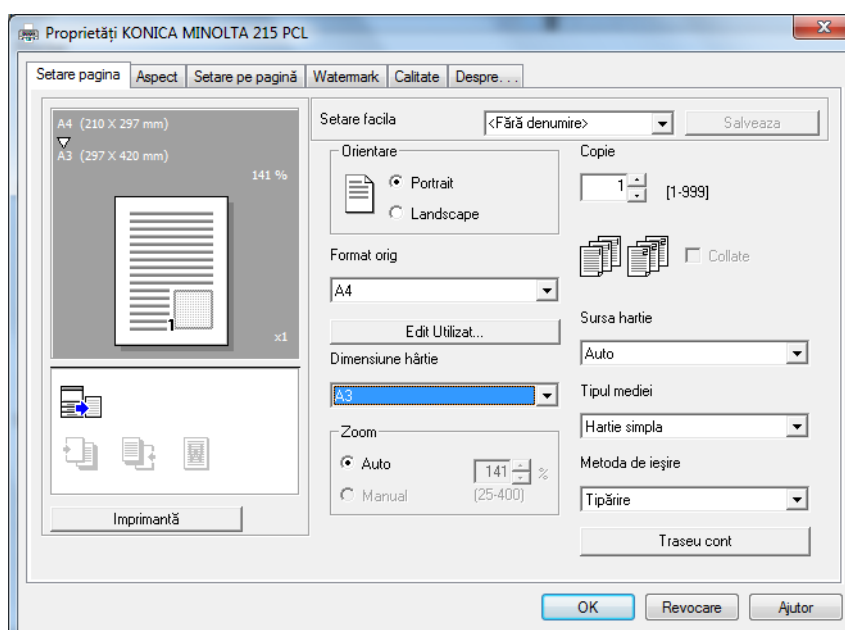 Proprietăți KONICA MINOLTA 215 PCL
Setare pagina Aspect Setare pe pagină Watermark Calitate Despre. . .
A4 (210 X 297 mm)
A3 (297 X 420 mm)
141 %
1
x1
Imprimantă
Setare facila <Fără denumire> Salveaza
Orientare
Portrait
Landscape
Format orig
A4
Edit Utilizat...
Dimensiune hârtie
A3
Zoom
Auto 141 %
Manual (25-400)
Copie
1 [1-999]
Collate
Sursa hartie
Auto
Tipul mediei
Hartie simpla
Metoda de ieşire
Tipărire
Traseu cont
OK Revocare Ajutor